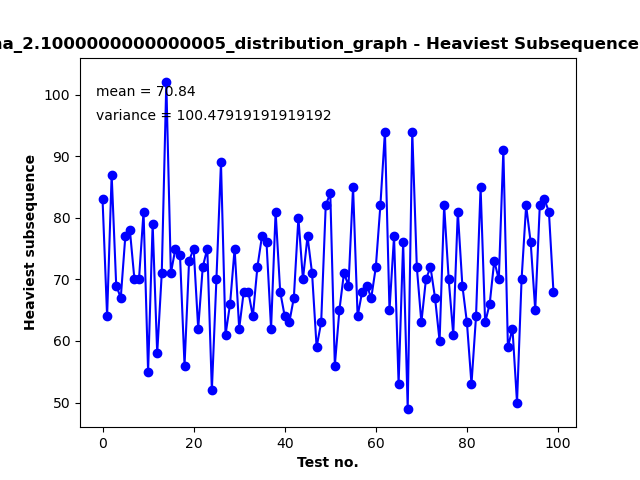 na_2.1000000000000005_distribution_graph - Heaviest Subsequence
mean = 70.84
variance = 100.47919191919192
Heaviest subsequence
100
90
80
70
60
50
0 20 40 60 80 100
Test no.